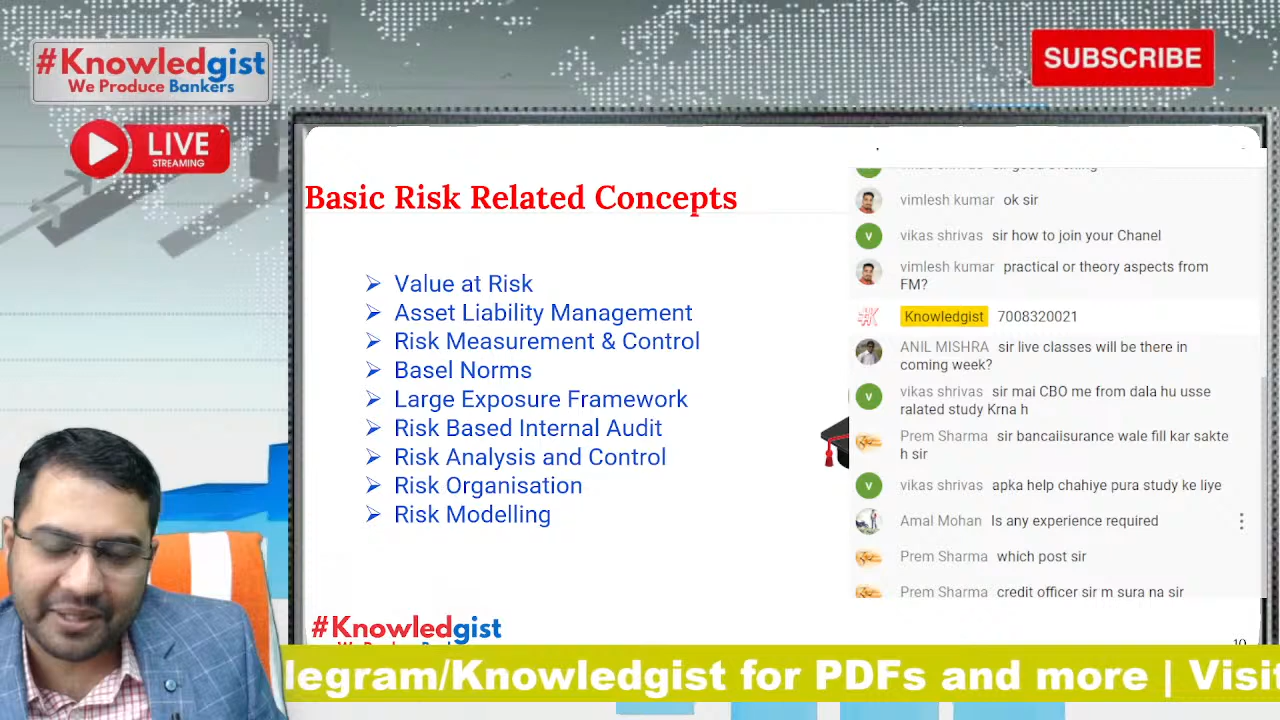 #Knowledgist
We Produce Bankers
LIVE
STREAMING
SUBSCRIBE
Basic Risk Related Concepts
Value at Risk
Asset Liability Management
Risk Measurement & Control
Basel Norms
Large Exposure Framework
Risk Based Internal Audit
Risk Analysis and Control
Risk Organisation
Risk Modelling
#Knowledgist
vimlesh kumar ok sir
V
vikas shrivas sir how to join your Chanel
vimlesh kumar practical or theory aspects from
FM?
#K
Knowledgist 7008320021
ANIL MISHRA sir live classes will be there in
coming week?
V
vikas shrivas sir mai CBO me from dala hu usse
ralated study Krna h
Prem Sharma sir bancaiisurance wale fill kar sakte
h sir
V
vikas shrivas apka help chahiye pura study ke liye
Amal Mohan Is any experience required
Prem Sharma which post sir
Prem Sharma credit officer sir m sura na sir
10
legram/Knowledgist for PDFs and more | Visi